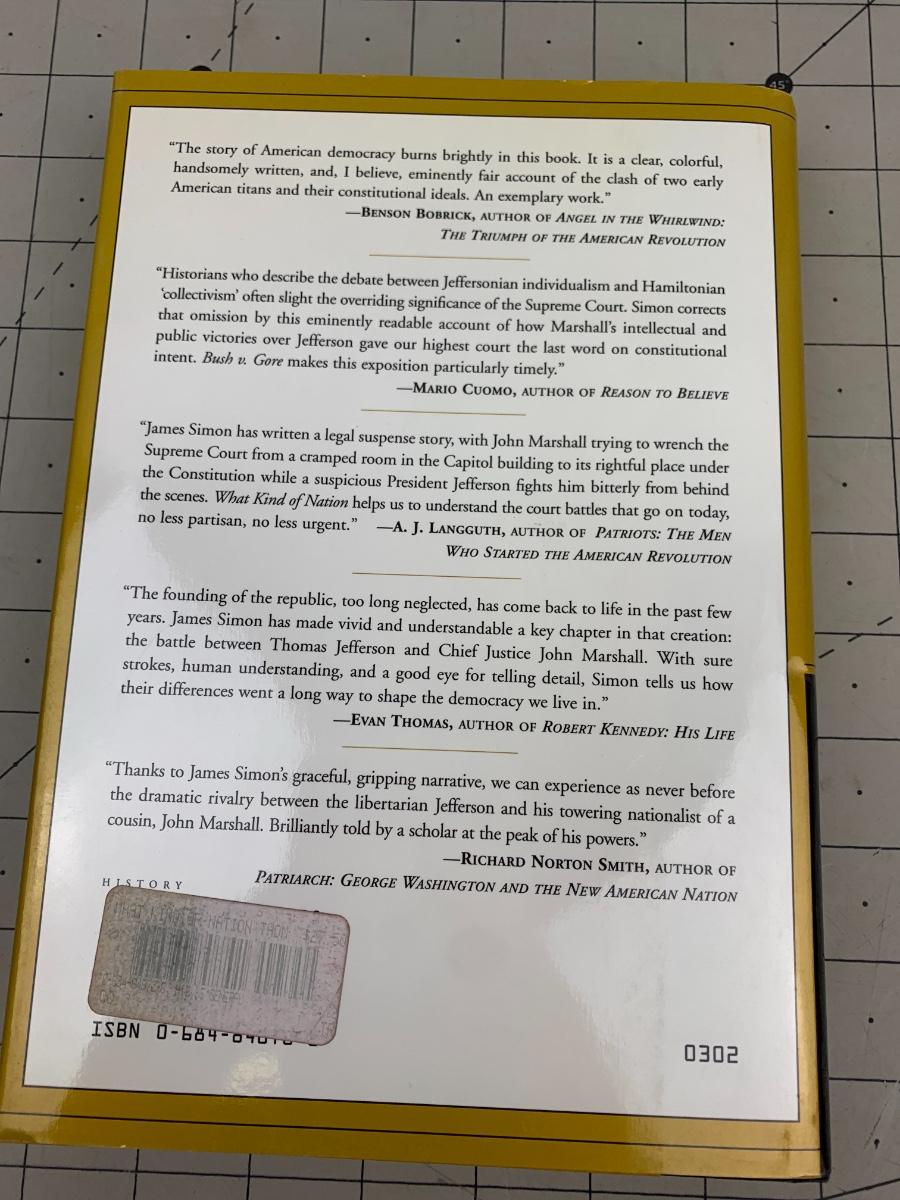 45°
“The story of American democracy burns brightly in this book. It is a clear, colorful,
handsomely written, and, I believe, eminently fair account of the clash of two early
American titans and their constitutional ideals. An exemplary work.”
—BENSON BOBRICK, AUTHOR OF ANGEL IN THE WHIRLWIND:
THE TRIUMPH OF THE AMERICAN REVOLUTION
“Historians who describe the debate between Jeffersonian individualism and Hamiltonian
‘collectivism’ often slight the overriding significance of the Supreme Court. Simon corrects
that omission by this eminently readable account of how Marshall’s intellectual and
public victories over Jefferson gave our highest court the last word on constitutional
intent. Bush v. Gore makes this exposition particularly timely.”
—MARIO CUOMO, AUTHOR OF REASON TO BELIEVE
“James Simon has written a legal suspense story, with John Marshall trying to wrench the
Supreme Court from a cramped room in the Capitol building to its rightful place under
the Constitution while a suspicious President Jefferson fights him bitterly from behind
the scenes. What Kind of Nation helps us to understand the court battles that go on today,
no less partisan, no less urgent.” —A. J. LANGGUTH, AUTHOR OF PATRIOTS: THE MEN
WHO STARTED THE AMERICAN REVOLUTION
“The founding of the republic, too long neglected, has come back to life in the past few
years. James Simon has made vivid and understandable a key chapter in that creation:
the battle between Thomas Jefferson and Chief Justice John Marshall. With sure
strokes, human understanding, and a good eye for telling detail, Simon tells us how
their differences went a long way to shape the democracy we live in.”
—EVAN THOMAS, AUTHOR OF ROBERT KENNEDY: HIS LIFE
“Thanks to James Simon’s graceful, gripping narrative, we can experience as never before
the dramatic rivalry between the libertarian Jefferson and his towering nationalist of a
cousin, John Marshall. Brilliantly told by a scholar at the peak of his powers.”
—RICHARD NORTON SMITH, AUTHOR OF
PATRIARCH: GEORGE WASHINGTON AND THE NEW AMERICAN NATION
HISTORY
ISBN 0-684-
0302